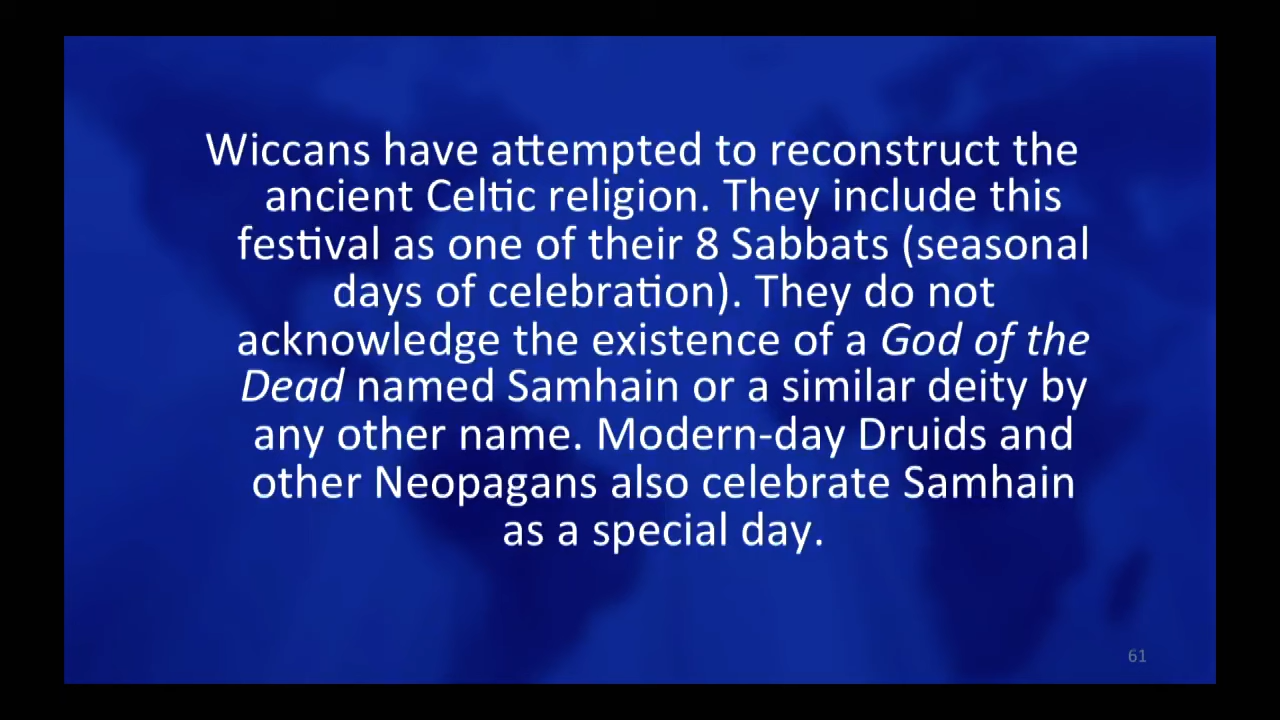 Wiccans have attempted to reconstruct the
ancient Celtic religion. They include this
festival as one of their 8 Sabbats (seasonal
days of celebration). They do not
acknowledge the existence of a God of the
Dead named Samhain or a similar deity by
any other name. Modern-day Druids and
other Neopagans also celebrate Samhain
as a special day.
61